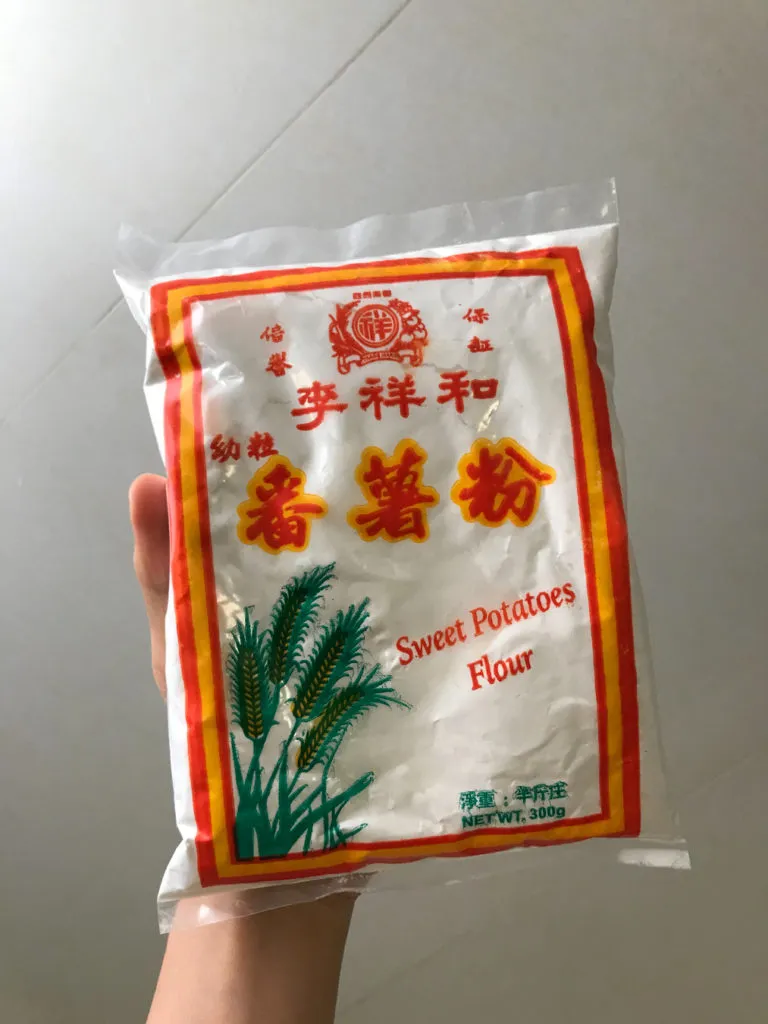 祥
信譽
保証
李祥和
幼粒
番薯粉
Sweet Potatoes
Flour
淨重：半斤庄
NET WT. 300g